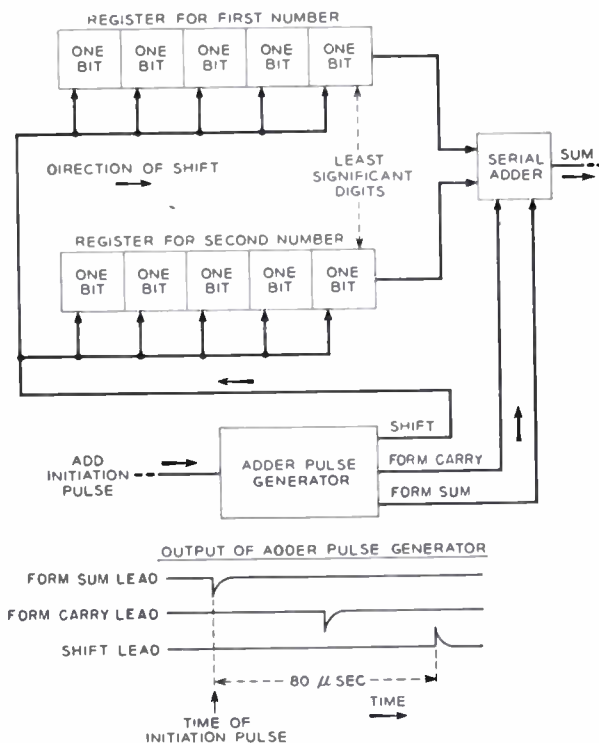 REGISTER FOR FIRST NUMBER
ONE BIT
ONE BIT
ONE BIT
ONE BIT
ONE BIT
DIRECTION OF SHIFT
LEAST
SIGNIFICANT
DIGITS
SERIAL
ADDER
SUM
REGISTER FOR SECOND NUMBER
ONE BIT
ONE BIT
ONE BIT
ONE BIT
ONE BIT
SHIFT
ADD
INITIATION
PULSE
ADDER PULSE
GENERATOR
FORM CARRY
FORM SUM
OUTPUT OF ADDER PULSE GENERATOR
FORM SUM LEAD
FORM CARRY LEAD
SHIFT LEAD
80 μ SEC
TIME
TIME OF
INITIATION PULSE